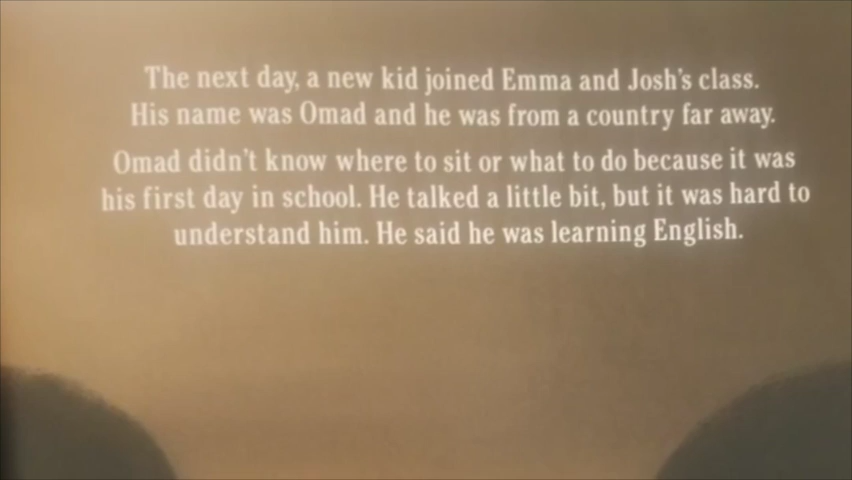 The next day, a new kid joined Emma and Josh's class.
His name was Omad and he was from a country far away.
Omad didn't know where to sit or what to do because it was
his first day in school. He talked a little bit, but it was hard to
understand him. He said he was learning English.